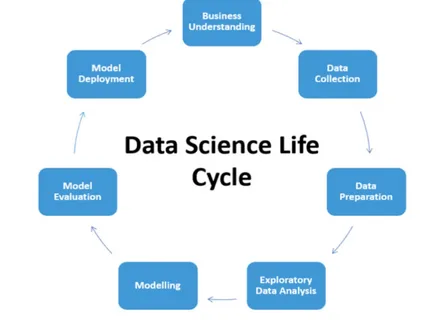 Business
Understanding
Data
Collection
Data
Preparation
Exploratory
Data Analysis
Modelling
Model
Evaluation
Model
Deployment
Data Science Life
Cycle